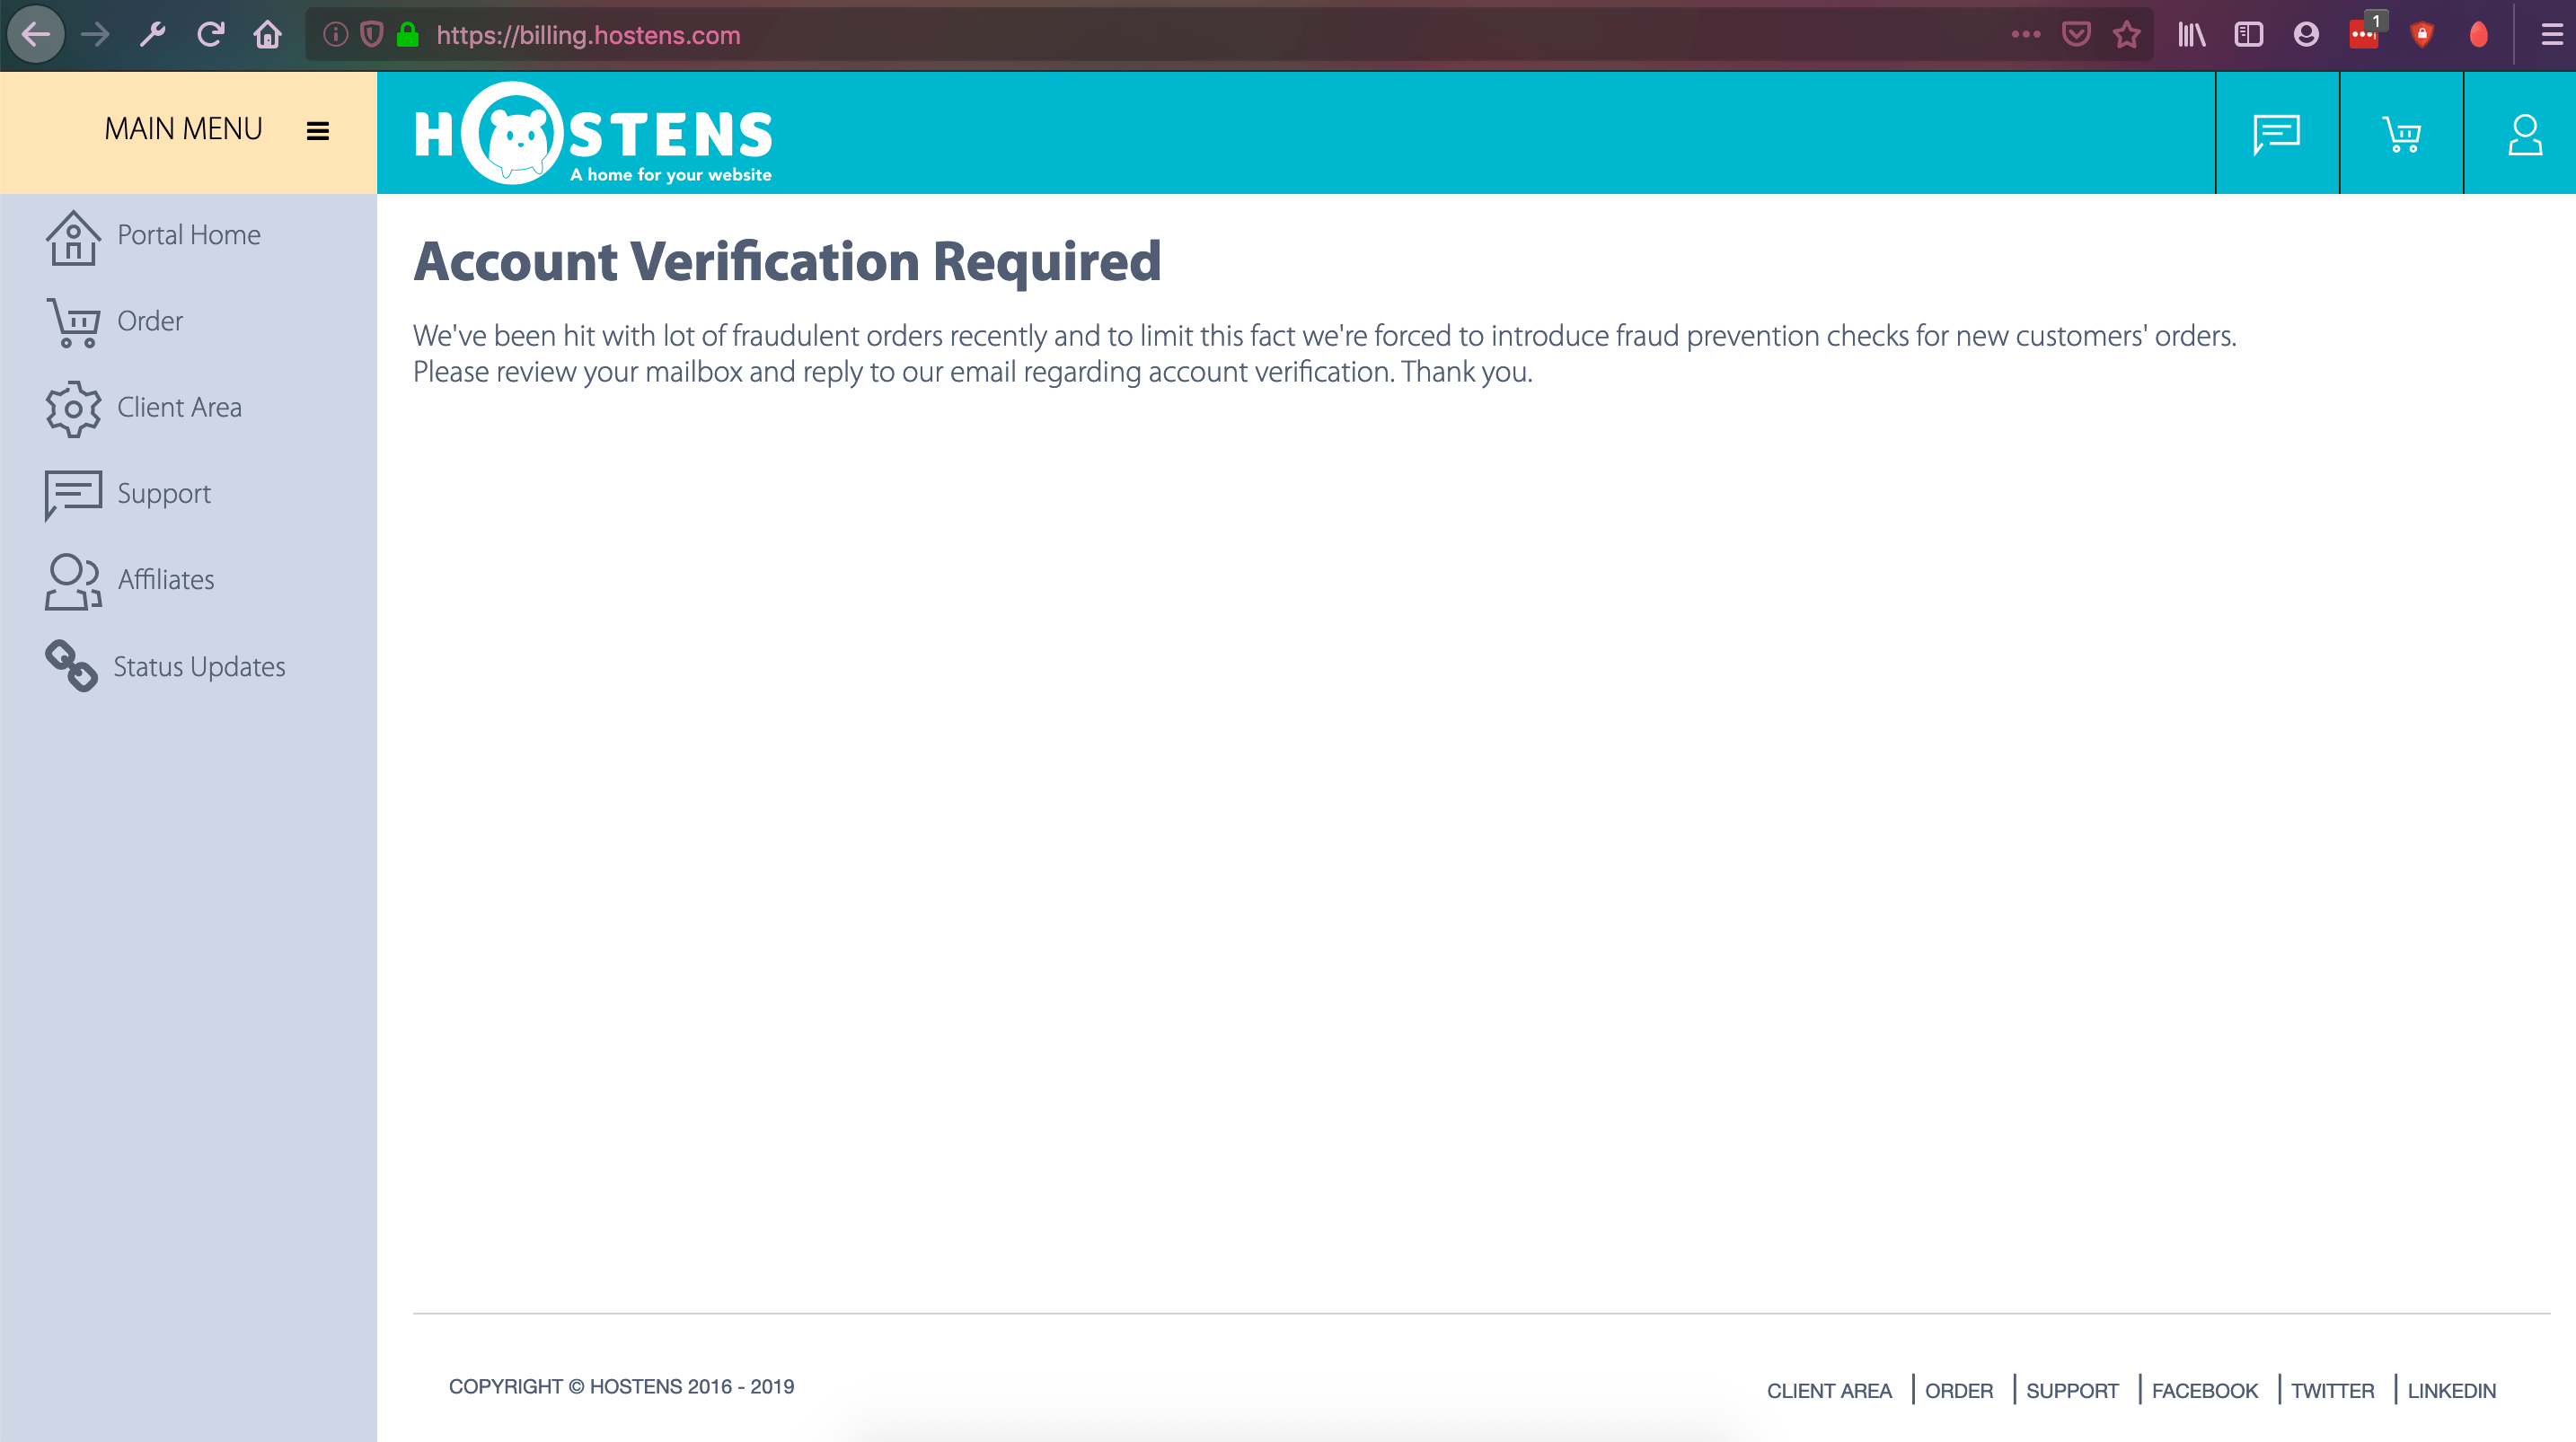 https://billing.hostens.com
1
MAIN MENU
HOSTENS
A home for your website
Portal Home
Order
Client Area
Support
Affiliates
Status Updates
Account Verification Required
We've been hit with lot of fraudulent orders recently and to limit this fact we're forced to introduce fraud prevention checks for new customers' orders.
Please review your mailbox and reply to our email regarding account verification. Thank you.
COPYRIGHT © HOSTENS 2016 - 2019
CLIENT AREA | ORDER | SUPPORT | FACEBOOK | TWITTER | LINKEDIN